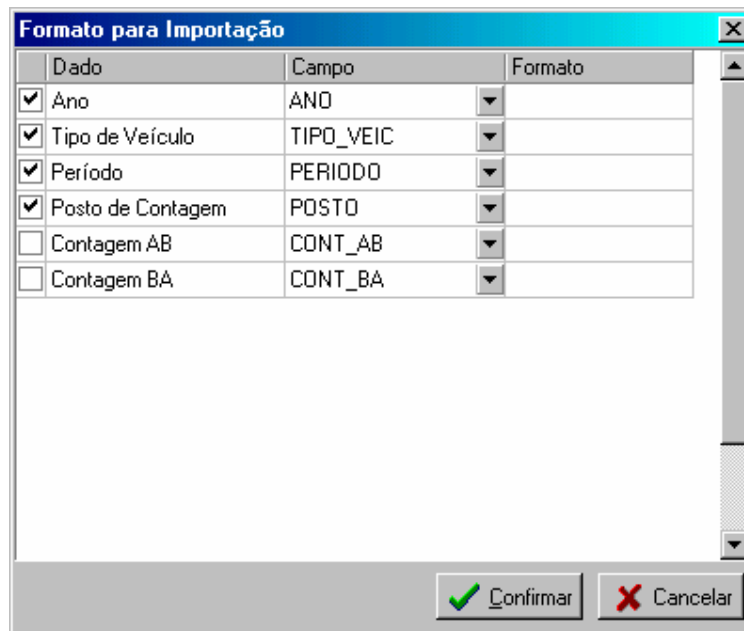 Formato para Importação
Dado Campo Formato
Ano ANO
Tipo de Veículo TIPO_VEIC
Período PERIODO
Posto de Contagem POSTO
Contagem AB CONT_AB
Contagem BA CONT_BA
Confirmar Cancelar